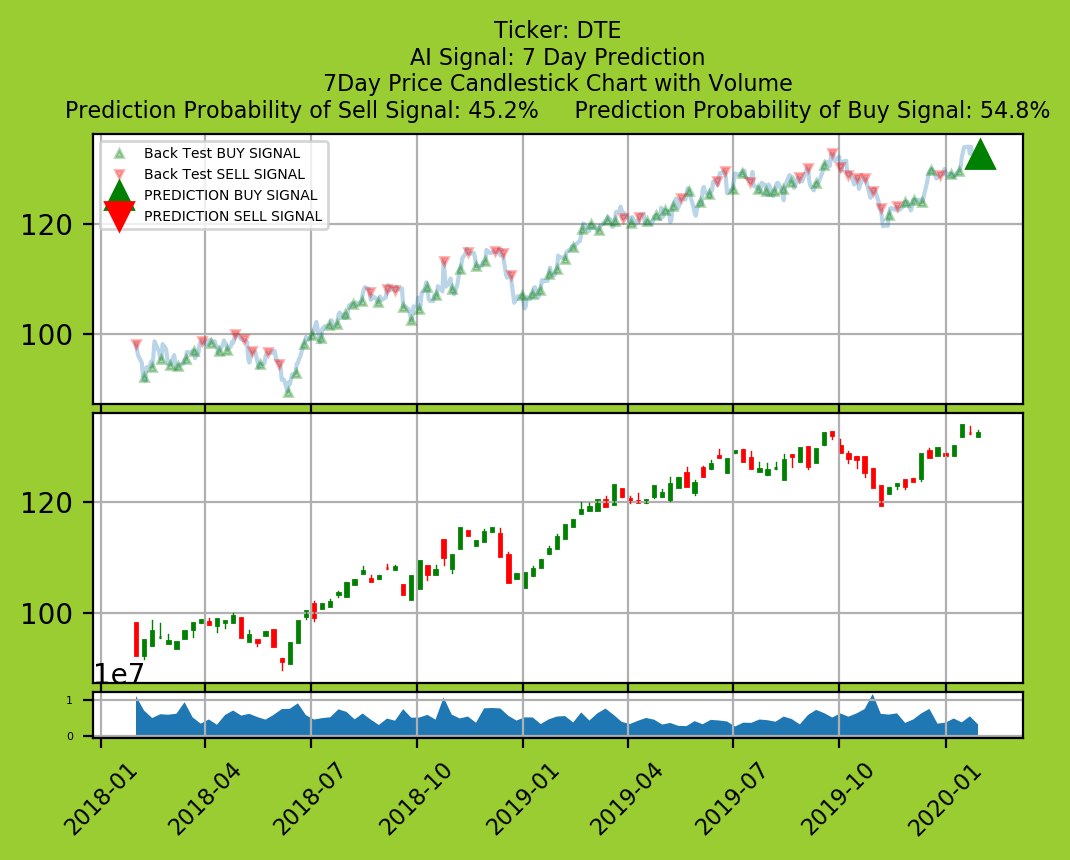 Ticker: DTE
AI Signal: 7 Day Prediction
7Day Price Candlestick Chart with Volume
Prediction Probability of Sell Signal: 45.2% Prediction Probability of Buy Signal: 54.8%
Back Test BUY SIGNAL
Back Test SELL SIGNAL
PREDICTION BUY SIGNAL
PREDICTION SELL SIGNAL
120
100
120
100
1e7
1
0
2018-01 2018-04 2018-07 2018-10 2019-01 2019-04 2019-07 2019-10 2020-01